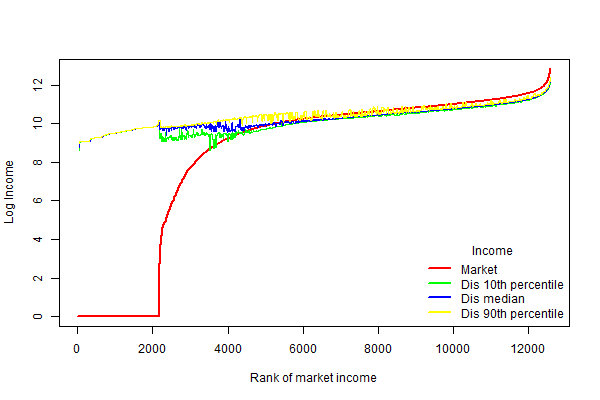 Log Income
12
10
8
6
4
2
0
0 2000 4000 6000 8000 10000 12000
Rank of market income
Income
Market
Dis 10th percentile
Dis median
Dis 90th percentile